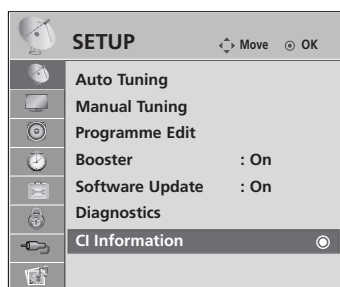 SETUP Move OK
Auto Tuning
Manual Tuning
Programme Edit
Booster : On
Software Update : On
Diagnostics
CI Information